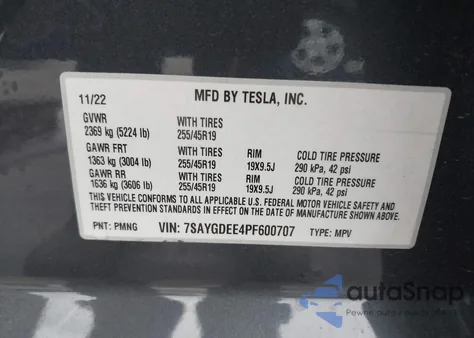 11/22 MFD BY TESLA, INC.
GVWR WITH TIRES
2369 kg (5224 lb) 255/45R19
GAWR FRT WITH TIRES RIM COLD TIRE PRESSURE
1363 kg (3004 lb) 255/45R19 19X9.5J 290 kPa, 42 psi
GAWR RR WITH TIRES RIM COLD TIRE PRESSURE
1636 kg (3606 lb) 255/45R19 19X9.5J 290 kPa, 42 psi
THIS VEHICLE CONFORMS TO ALL APPLICABLE U.S. FEDERAL MOTOR VEHICLE SAFETY AND
THEFT PREVENTION STANDARDS IN EFFECT ON THE DATE OF MANUFACTURE SHOWN ABOVE.
PNT: PMNG VIN: 7SAYGDEE4PF600707 TYPE: MPV
autoSnap